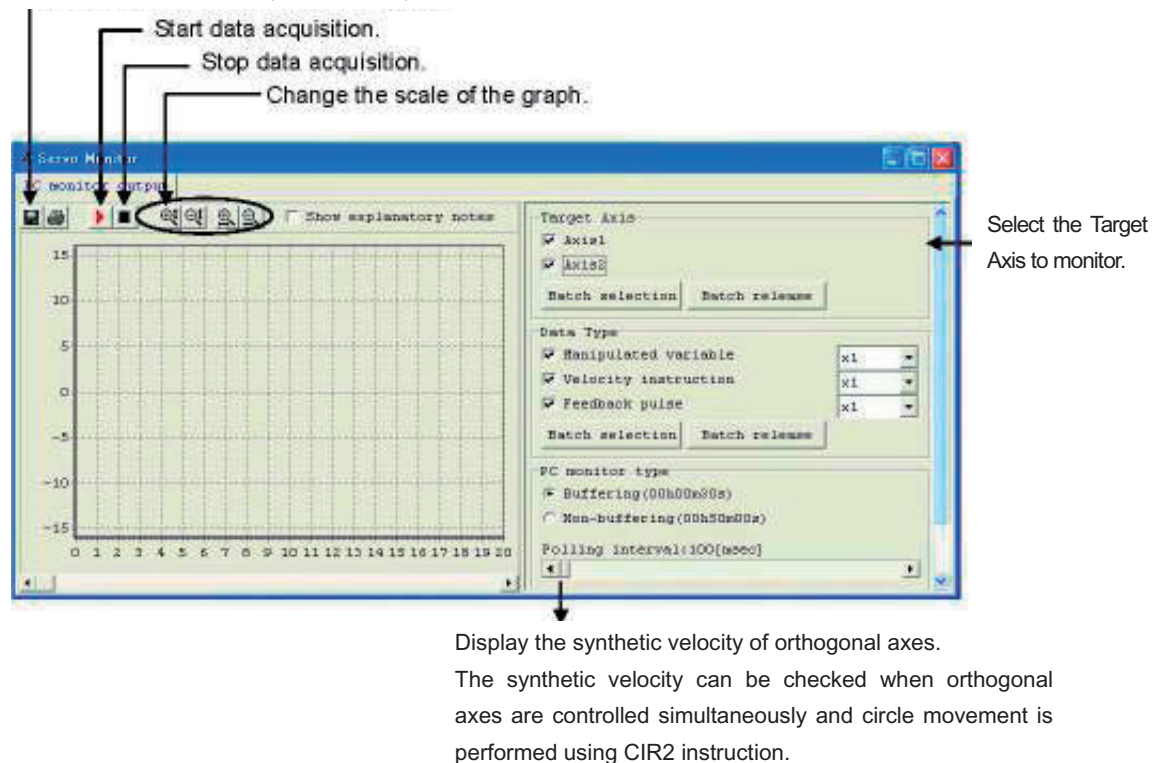 Start data acquisition.
Stop data acquisition.
Change the scale of the graph.
Servo Monitor
PC monitor output
Show explanatory notes
15
10
5
0
-5
-10
-15
0 1 2 3 4 5 6 7 8 9 10 11 12 13 14 15 16 17 18 19 20
Target Axis
Axis1
Axis2
Batch selection Batch release
Data Type
Manipulated variable x1
Velocity instruction x1
Feedback pulse x1
Batch selection Batch release
PC monitor type
Buffering(00h00m30s)
Non-buffering(00h50m00s)
Polling interval:100[msec]
Select the Target
Axis to monitor.
Display the synthetic velocity of orthogonal axes.
The synthetic velocity can be checked when orthogonal
axes are controlled simultaneously and circle movement is
performed using CIR2 instruction.